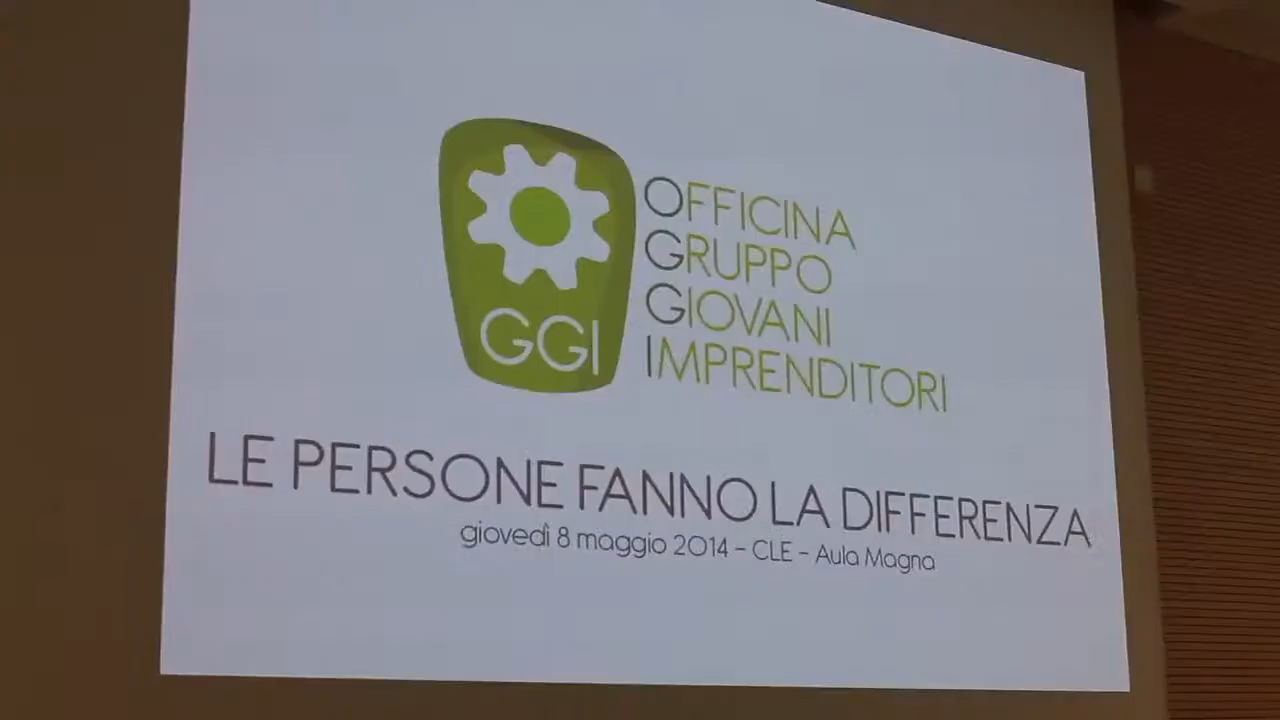 GGI
OFFICINA
GRUPPO
GIOVANI
IMPRENDITORI
LE PERSONE FANNO LA DIFFERENZA
giovedì 8 maggio 2014 - CLE - Aula Magna